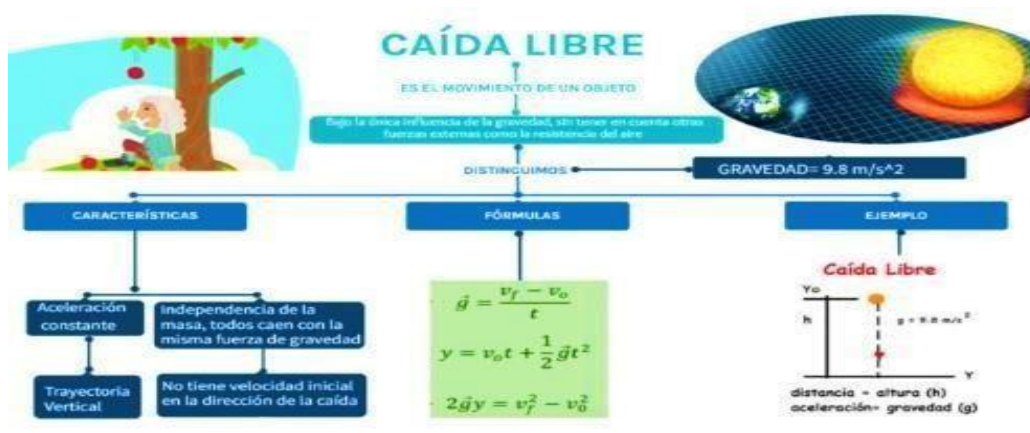 CAÍDA LIBRE
ES EL MOVIMIENTO DE UN OBJETO
Bajo la única influencia de la gravedad, sin tener en cuenta otras
fuerzas externas como la resistencia del aire
DISTINGUIMOS
GRAVEDAD= 9.8 m/s^2
CARACTERÍSTICAS
Aceleración
constante
Independencia de la
masa, todos caen con la
misma fuerza de gravedad
Trayectoria
Vertical
No tiene velocidad inicial
en la dirección de la caída
FÓRMULAS
g⃗ = (v_f − v_o) / t
y = v_o t + 1/2 g⃗t²
2g⃗y = v_f² − v_0²
EJEMPLO
Caída Libre
Yo
h
g = 9.8 m/s²
Y
distancia = altura (h)
aceleración= gravedad (g)